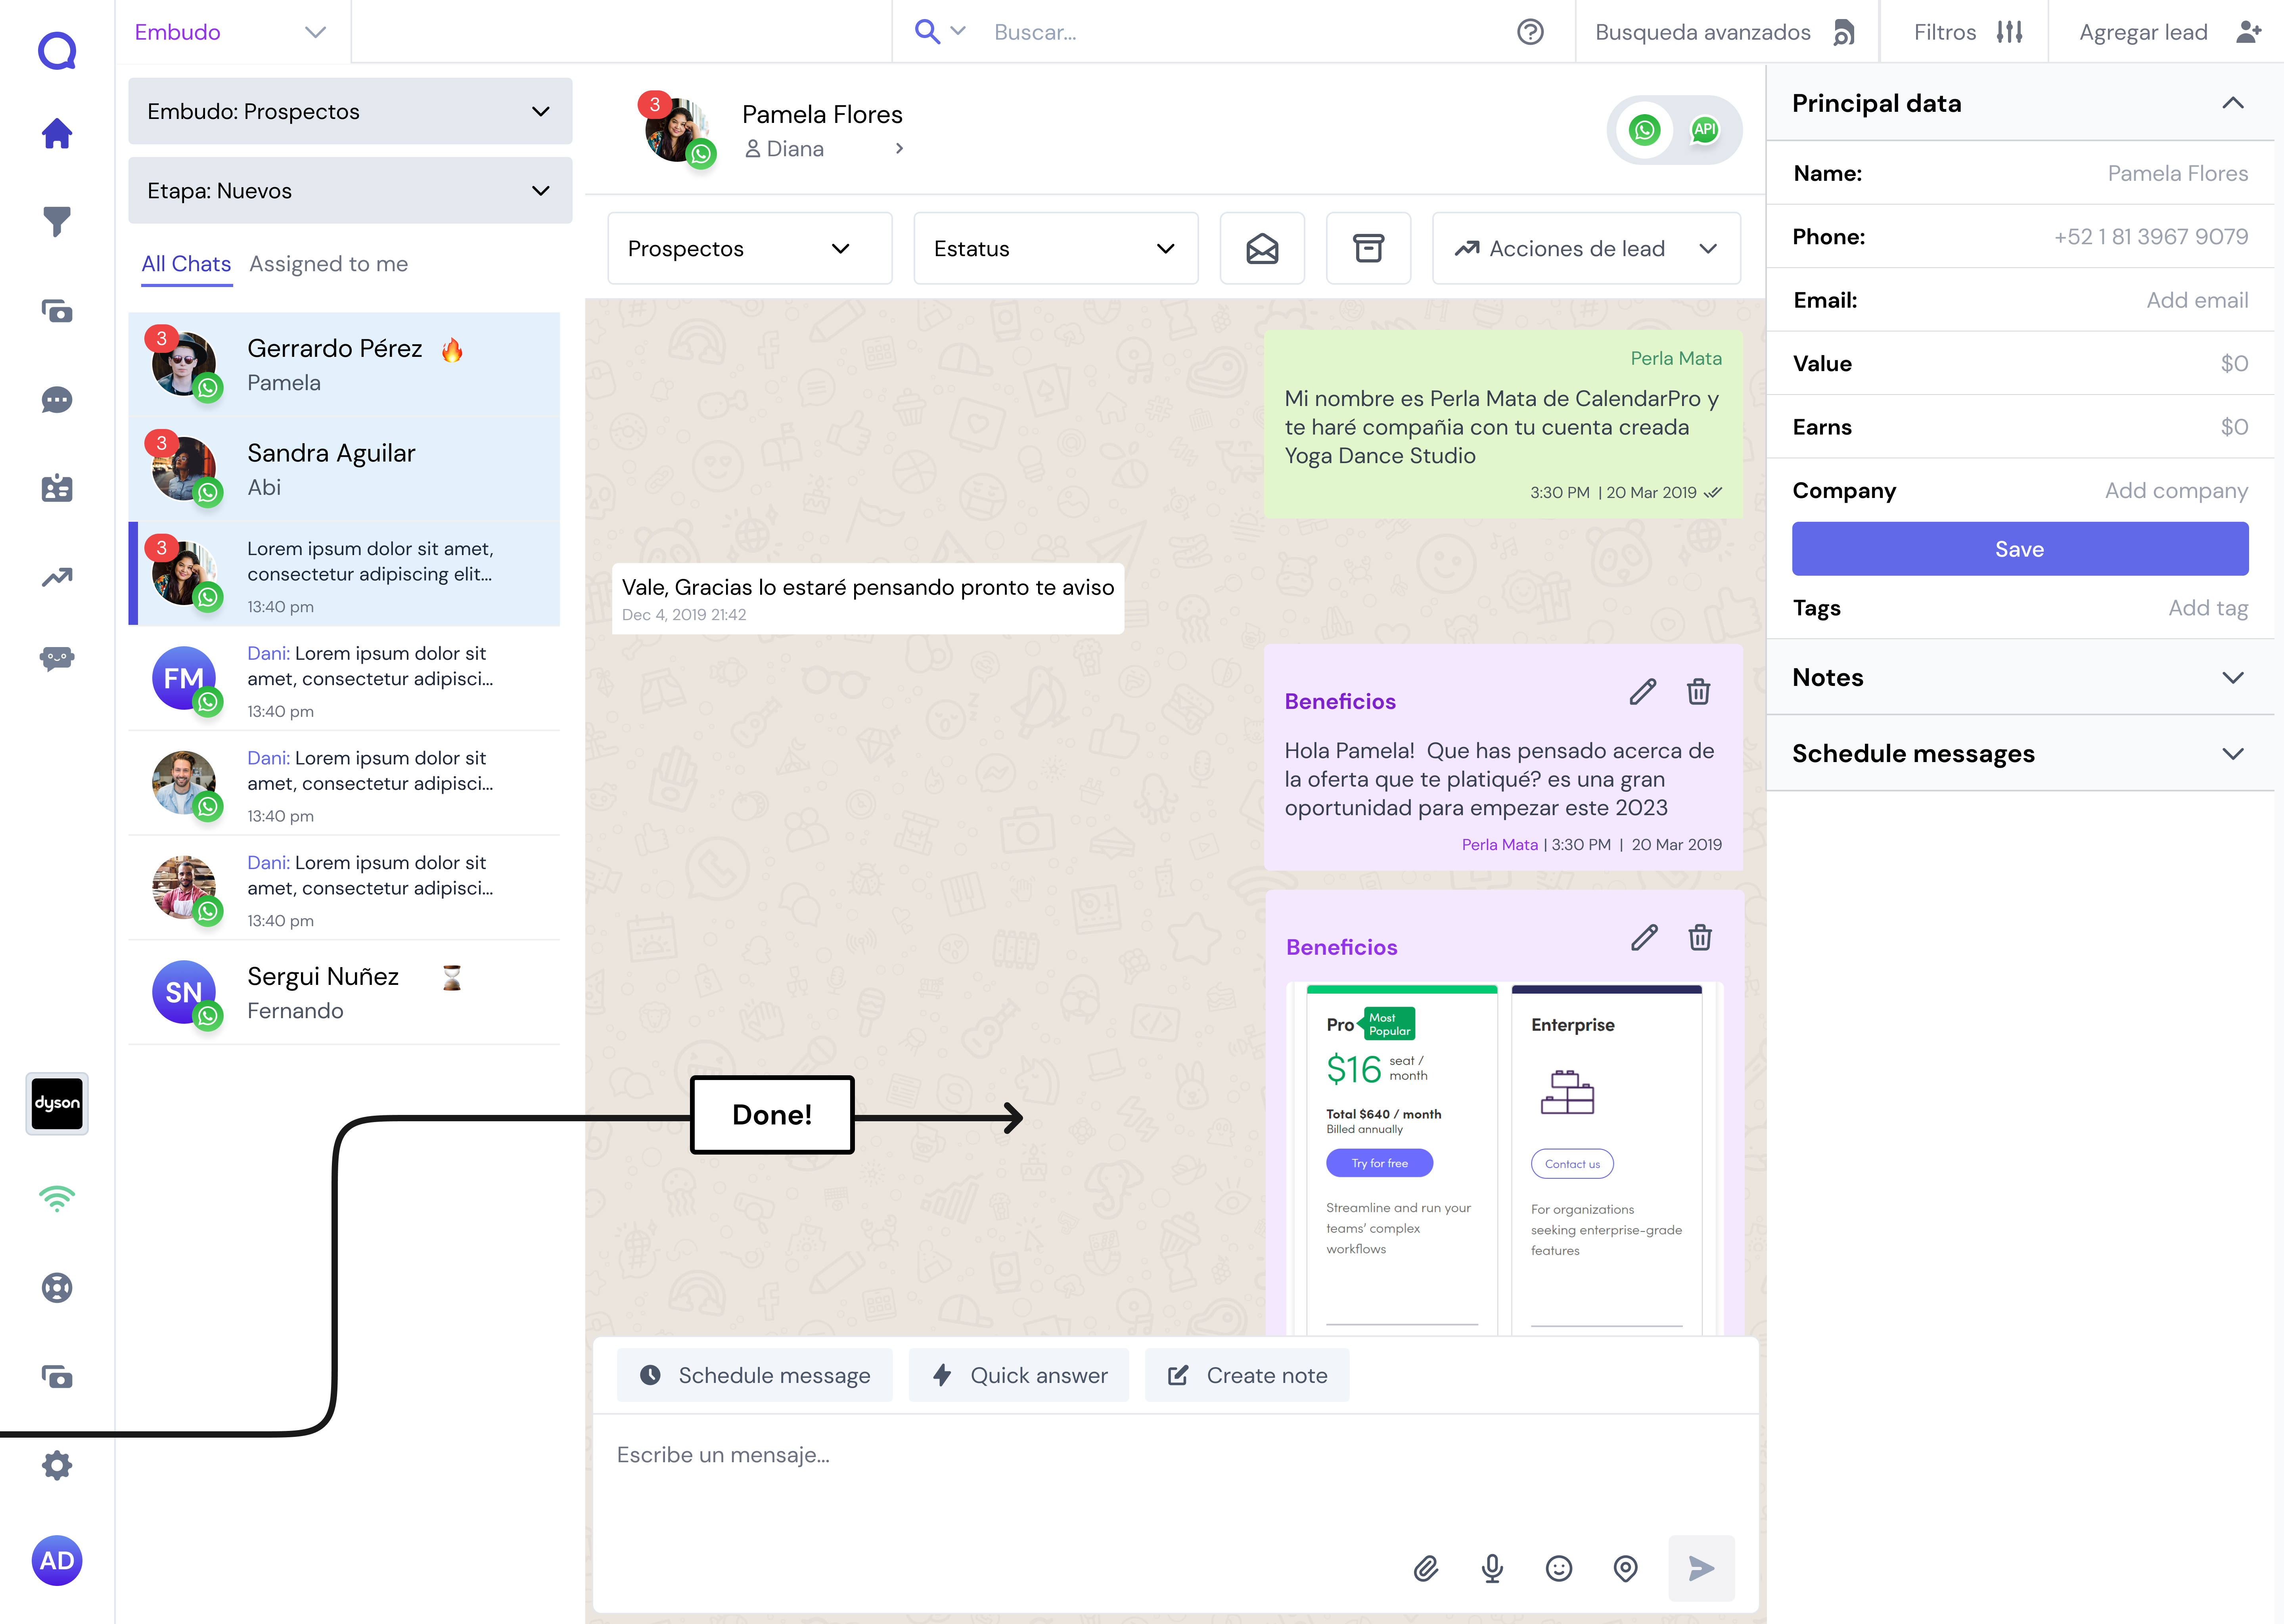 Embudo
Buscar...
Busqueda avanzados
Filtros
Agregar lead
Embudo: Prospectos
Etapa: Nuevos
All Chats
Assigned to me
3
Gerrardo Pérez
Pamela
3
Sandra Aguilar
Abi
3
Lorem ipsum dolor sit amet,
consectetur adipiscing elit...
13:40 pm
FM
Dani: Lorem ipsum dolor sit
amet, consectetur adipisci...
13:40 pm
Dani: Lorem ipsum dolor sit
amet, consectetur adipisci...
13:40 pm
Dani: Lorem ipsum dolor sit
amet, consectetur adipisci...
13:40 pm
SN
Sergui Nuñez
Fernando
dyson
AD
3
Pamela Flores
Diana
API
Prospectos
Estatus
Acciones de lead
Perla Mata
Mi nombre es Perla Mata de CalendarPro y
te haré compañia con tu cuenta creada
Yoga Dance Studio
3:30 PM | 20 Mar 2019
Vale, Gracias lo estaré pensando pronto te aviso
Dec 4, 2019 21:42
Beneficios
Hola Pamela! Que has pensado acerca de
la oferta que te platiqué? es una gran
oportunidad para empezar este 2023
Perla Mata | 3:30 PM | 20 Mar 2019
Beneficios
Pro
Most
Popular
$16
seat /
month
Total $640 / month
Billed annually
Try for free
Streamline and run your
teams' complex
workflows
Enterprise
Contact us
For organizations
seeking enterprise-grade
features
Done!
Schedule message
Quick answer
Create note
Escribe un mensaje...
Principal data
Name:
Pamela Flores
Phone:
+52 1 81 3967 9079
Email:
Add email
Value
$0
Earns
$0
Company
Add company
Save
Tags
Add tag
Notes
Schedule messages